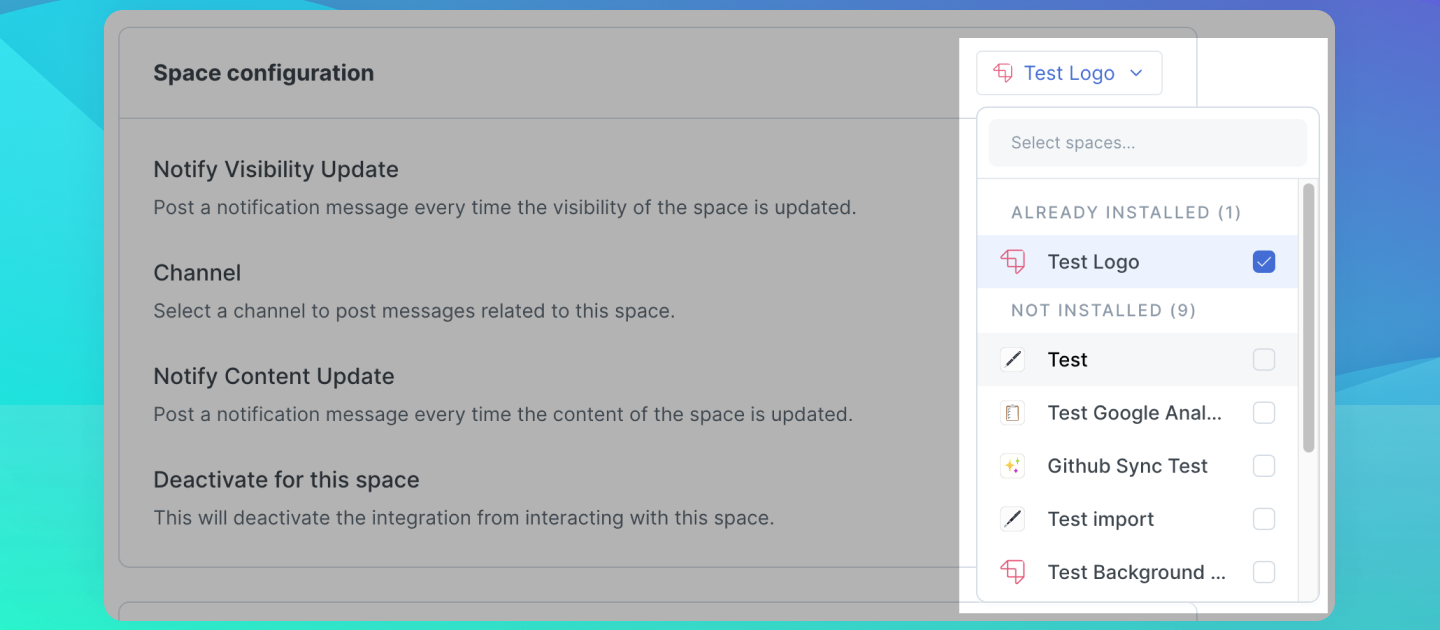 Space configuration
Test Logo
Notify Visibility Update
Post a notification message every time the visibility of the space is updated.
Channel
Select a channel to post messages related to this space.
Notify Content Update
Post a notification message every time the content of the space is updated.
Deactivate for this space
This will deactivate the integration from interacting with this space.
Select spaces...
ALREADY INSTALLED (1)
Test Logo
NOT INSTALLED (9)
Test
Test Google Anal...
Github Sync Test
Test import
Test Background ...